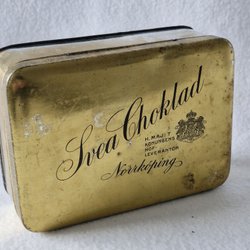 Svea Choklad
H. MAJ:T
KONUNGENS
HOF
LEVERANTÖR
Norrköping